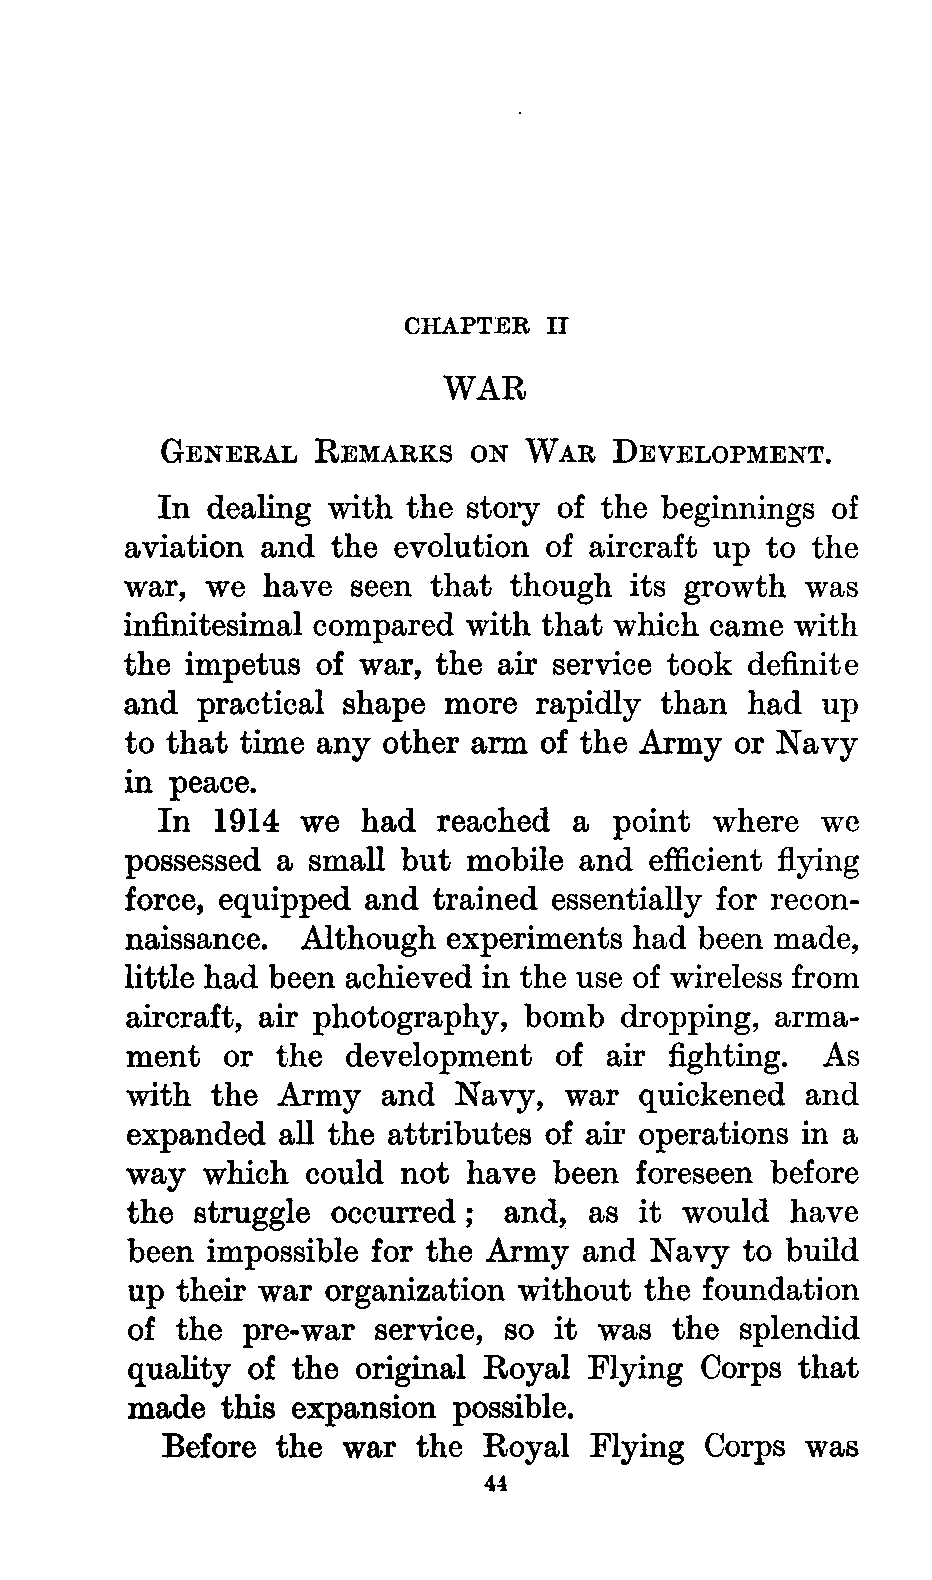 CHAPTER II
WAR
GENERAL REMARKS ON WAR DEVELOPMENT.
In dealing with the story of the beginnings of
aviation and the evolution of aircraft up to the
war, we have seen that though its growth was
infinitesimal compared with that which came with
the impetus of war, the air service took definite
and practical shape more rapidly than had up
to that time any other arm of the Army or Navy
in peace.
In 1914 we had reached a point where we
possessed a small but mobile and efficient flying
force, equipped and trained essentially for recon-
naissance. Although experiments had been made,
little had been achieved in the use of wireless from
aircraft, air photography, bomb dropping, arma-
ment or the development of air fighting. As
with the Army and Navy, war quickened and
expanded all the attributes of air operations in a
way which could not have been foreseen before
the struggle occurred ; and, as it would have
been impossible for the Army and Navy to build
up their war organization without the foundation
of the pre-war service, so it was the splendid
quality of the original Royal Flying Corps that
made this expansion possible.
Before the war the Royal Flying Corps was
44